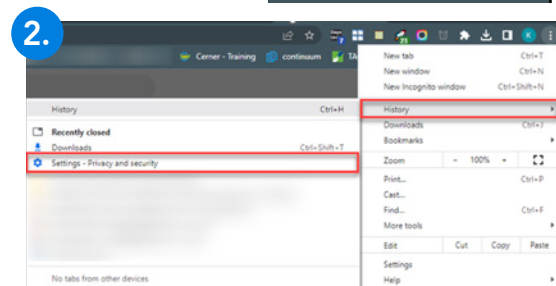 2.
Cerner - Training continuum TA
New tab Ctrl+T
New window Ctrl+N
New Incognito window Ctrl+Shift+N
History Ctrl+H
Recently closed
Downloads Ctrl+Shift+T
Settings - Privacy and security
No tabs from other devices
History
Downloads Ctrl+J
Bookmarks
Zoom - 100% +
Print... Ctrl+P
Cast...
Find... Ctrl+F
More tools
Edit Cut Copy Paste
Settings
Help
K